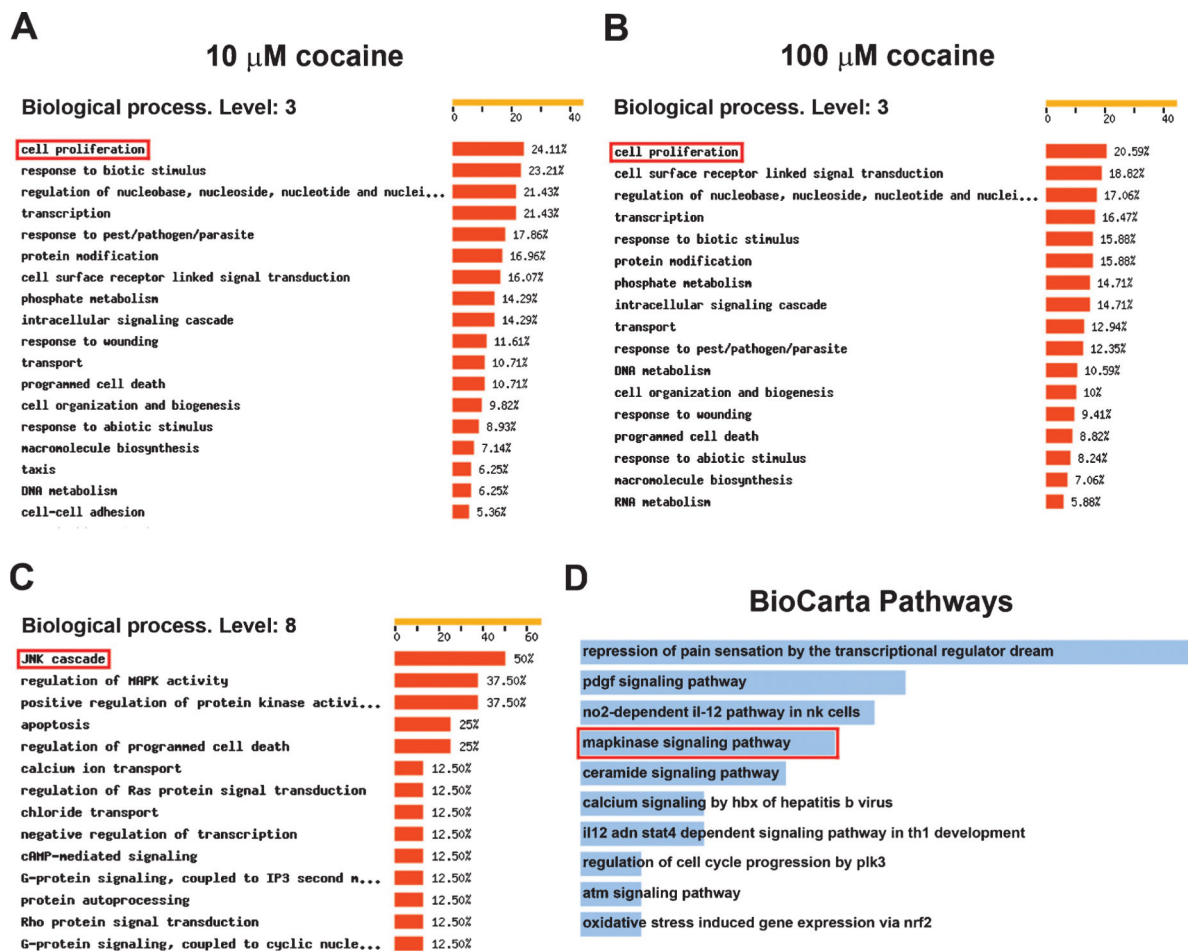 A
10 μM cocaine
Biological process. Level: 3
0 20 40
cell proliferation 24.11%
response to biotic stimulus 23.21%
regulation of nucleobase, nucleoside, nucleotide and nuclei... 21.43%
transcription 21.43%
response to pest/pathogen/parasite 17.86%
protein modification 16.96%
cell surface receptor linked signal transduction 16.07%
phosphate metabolism 14.29%
intracellular signaling cascade 14.29%
response to wounding 11.61%
transport 10.71%
programmed cell death 10.71%
cell organization and biogenesis 9.82%
response to abiotic stimulus 8.93%
macromolecule biosynthesis 7.14%
taxis 6.25%
DNA metabolism 6.25%
cell-cell adhesion 5.36%
B
100 μM cocaine
Biological process. Level: 3
0 20 40
cell proliferation 20.59%
cell surface receptor linked signal transduction 18.82%
regulation of nucleobase, nucleoside, nucleotide and nuclei... 17.06%
transcription 16.47%
response to biotic stimulus 15.88%
protein modification 15.88%
phosphate metabolism 14.71%
intracellular signaling cascade 14.71%
transport 12.94%
response to pest/pathogen/parasite 12.35%
DNA metabolism 10.59%
cell organization and biogenesis 10%
response to wounding 9.41%
programmed cell death 8.82%
response to abiotic stimulus 8.24%
macromolecule biosynthesis 7.06%
RNA metabolism 5.88%
C
Biological process. Level: 8
0 20 40 60
JNK cascade 50%
regulation of MAPK activity 37.50%
positive regulation of protein kinase activi... 37.50%
apoptosis 25%
regulation of programmed cell death 25%
calcium ion transport 12.50%
regulation of Ras protein signal transduction 12.50%
chloride transport 12.50%
negative regulation of transcription 12.50%
cAMP-mediated signaling 12.50%
G-protein signaling, coupled to IP3 second m... 12.50%
protein autoprocessing 12.50%
Rho protein signal transduction 12.50%
G-protein signaling, coupled to cyclic nucle... 12.50%
D
BioCarta Pathways
repression of pain sensation by the transcriptional regulator dream
pdgf signaling pathway
no2-dependent il-12 pathway in nk cells
mapkinase signaling pathway
ceramide signaling pathway
calcium signaling by hbx of hepatitis b virus
il12 adn stat4 dependent signaling pathway in th1 development
regulation of cell cycle progression by plk3
atm signaling pathway
oxidative stress induced gene expression via nrf2